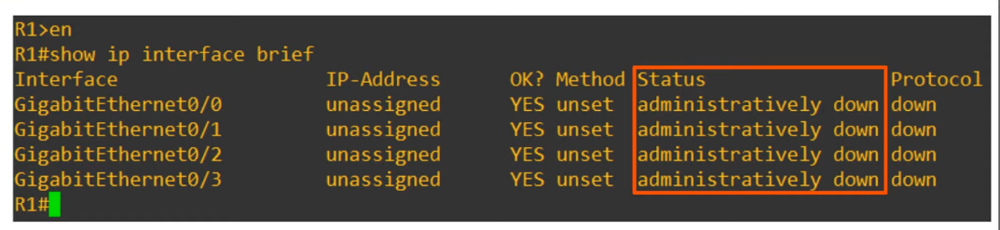 R1>en
R1#show ip interface brief
Interface IP-Address OK? Method Status Protocol
GigabitEthernet0/0 unassigned YES unset administratively down down
GigabitEthernet0/1 unassigned YES unset administratively down down
GigabitEthernet0/2 unassigned YES unset administratively down down
GigabitEthernet0/3 unassigned YES unset administratively down down
R1#